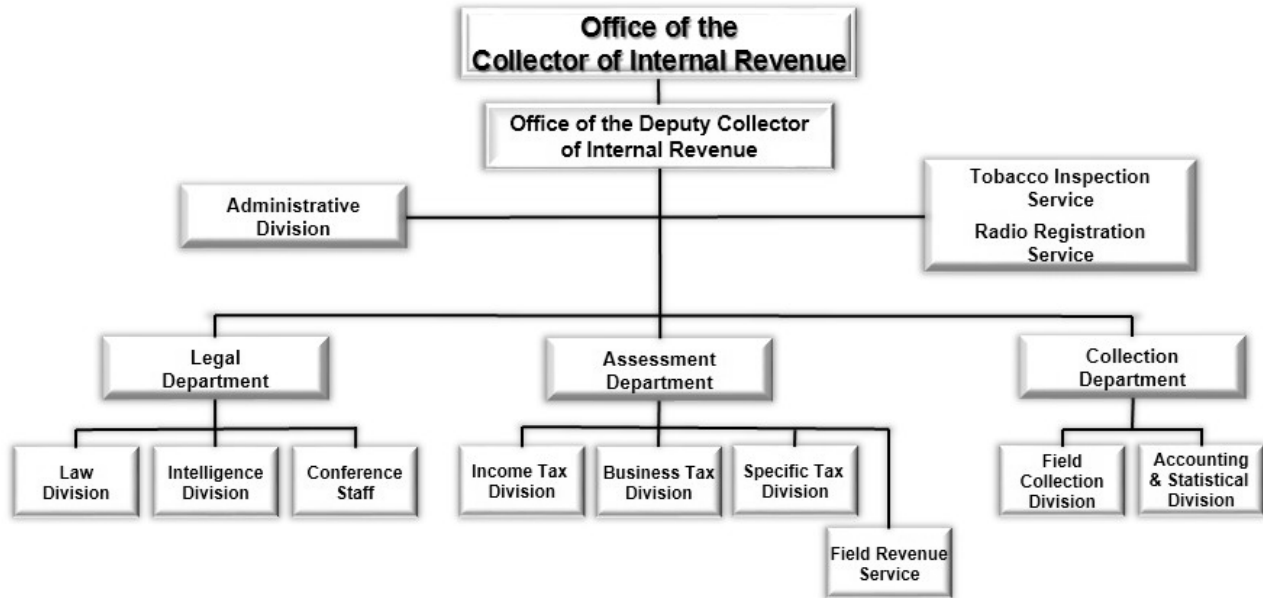 Office of the
Collector of Internal Revenue
Office of the Deputy Collector
of Internal Revenue
Administrative
Division
Tobacco Inspection
Service
Radio Registration
Service
Legal
Department
Assessment
Department
Collection
Department
Law
Division
Intelligence
Division
Conference
Staff
Income Tax
Division
Business Tax
Division
Specific Tax
Division
Field
Collection
Division
Accounting
& Statistical
Division
Field Revenue
Service